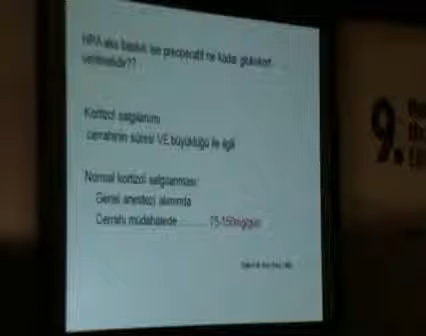 HPA aks baskılı ise preoperatif ne kadar glukokort
verilmelidir??
Kortizol salgılanımı
cerrahinin süresi VE büyüklüğü ile ilgili
Normal kortizol salgılanması:
Genel anestezi alımında
Cerrahi müdahalede ..........75-150mg/gün
9.